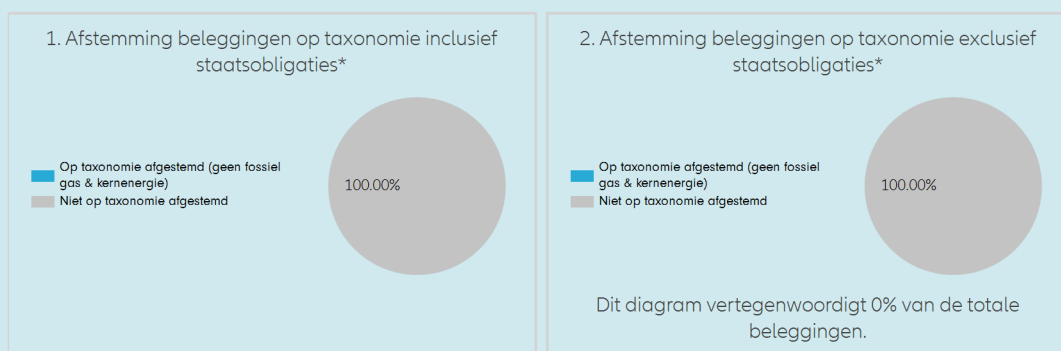 1. Afstemming beleggingen op taxonomie inclusief
staatsobligaties*
Op taxonomie afgestemd (geen fossiel
gas & kernenergie)
Niet op taxonomie afgestemd
100.00%
2. Afstemming beleggingen op taxonomie exclusief
staatsobligaties*
Op taxonomie afgestemd (geen fossiel
gas & kernenergie)
Niet op taxonomie afgestemd
100.00%
Dit diagram vertegenwoordigt 0% van de totale
beleggingen.